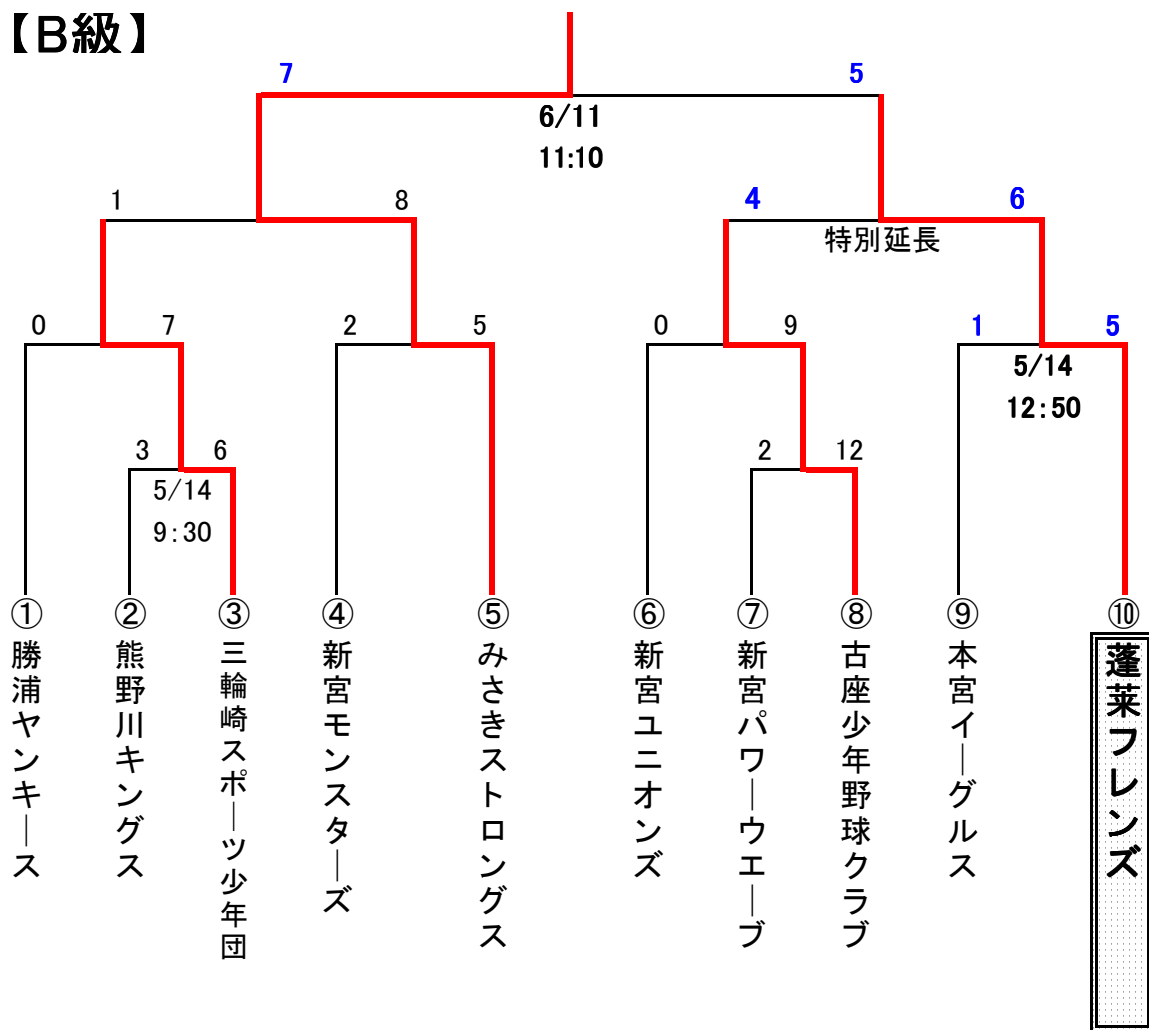 【B級】
7
5
6/11
11:10
1
8
4
6
特別延長
0
7
2
5
0
9
1
5
5/14
12:50
3
6
2
12
5/14
9:30
①
②
③
④
⑤
⑥
⑦
⑧
⑨
⑩
勝浦ヤンキース
熊野川キングス
三輪崎スポーツ少年団
新宮モンスターズ
みさきストロングス
新宮ユニオンズ
新宮パワーウエーブ
古座少年野球クラブ
本宮イーグルス
蓬莱フレンズ